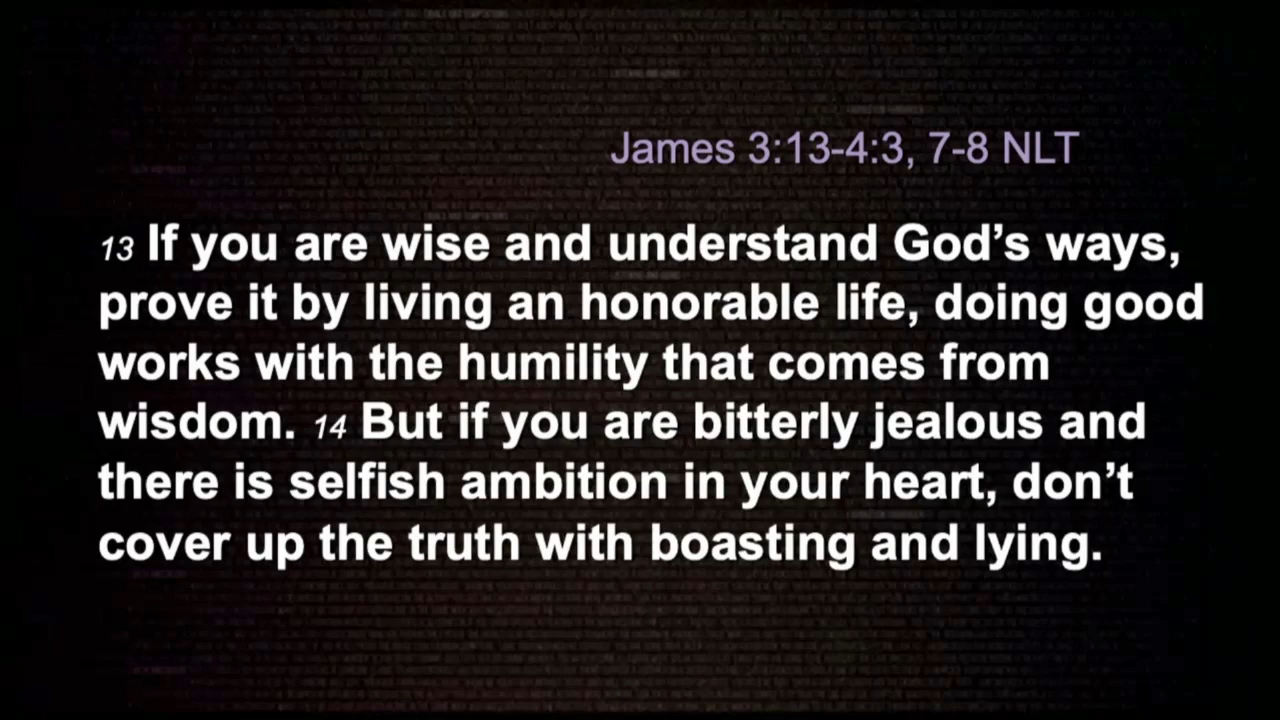 James 3:13-4:3, 7-8 NLT
13 If you are wise and understand God’s ways,
prove it by living an honorable life, doing good
works with the humility that comes from
wisdom. 14 But if you are bitterly jealous and
there is selfish ambition in your heart, don’t
cover up the truth with boasting and lying.